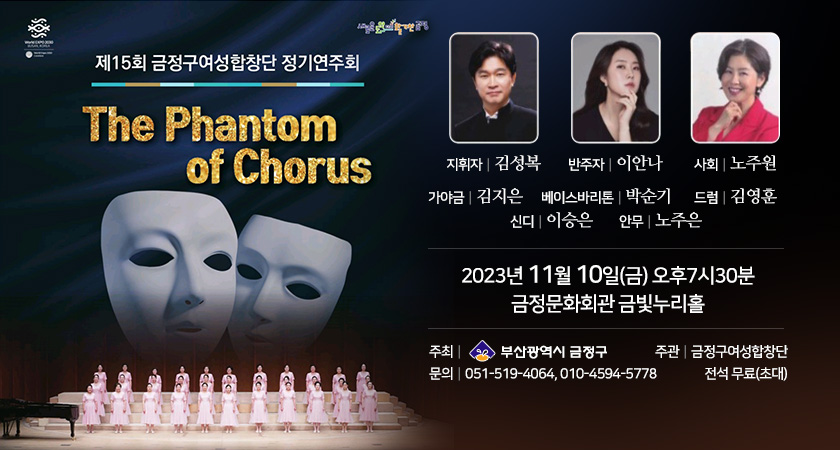 World EXPO 2030
BUSAN, KOREA
제15회 금정구여성합창단 정기연주회
The Phantom
of Chorus
지휘자 | 김성복
반주자 | 이안나
사회 | 노주원
가야금 | 김지은 베이스바리톤 | 박순기 드럼 | 김영훈
신디 | 이승은 안무 | 노주은
2023년 11월 10일(금) 오후7시30분
금정문화회관 금빛누리홀
주최 | 부산광역시 금정구 주관 | 금정구여성합창단
문의 | 051-519-4064, 010-4594-5778 전석 무료(초대)